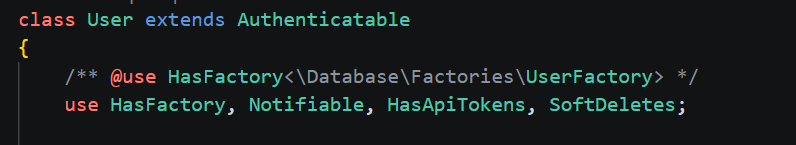 class User extends Authenticatable
{
/** @use HasFactory<\Database\Factories\UserFactory> */
use HasFactory, Notifiable, HasApiTokens, SoftDeletes;